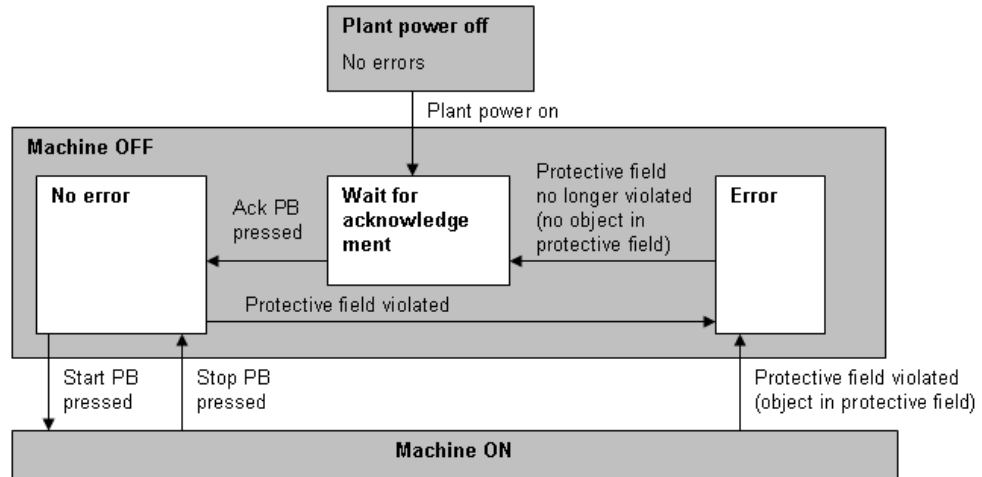 Plant power off
No errors
Plant power on
Machine OFF
No error
Ack PB
pressed
Wait for
acknowledge
ment
Protective field
no longer violated
(no object in
protective field)
Error
Protective field violated
Start PB
pressed
Stop PB
pressed
Protective field violated
(object in protective field)
Machine ON